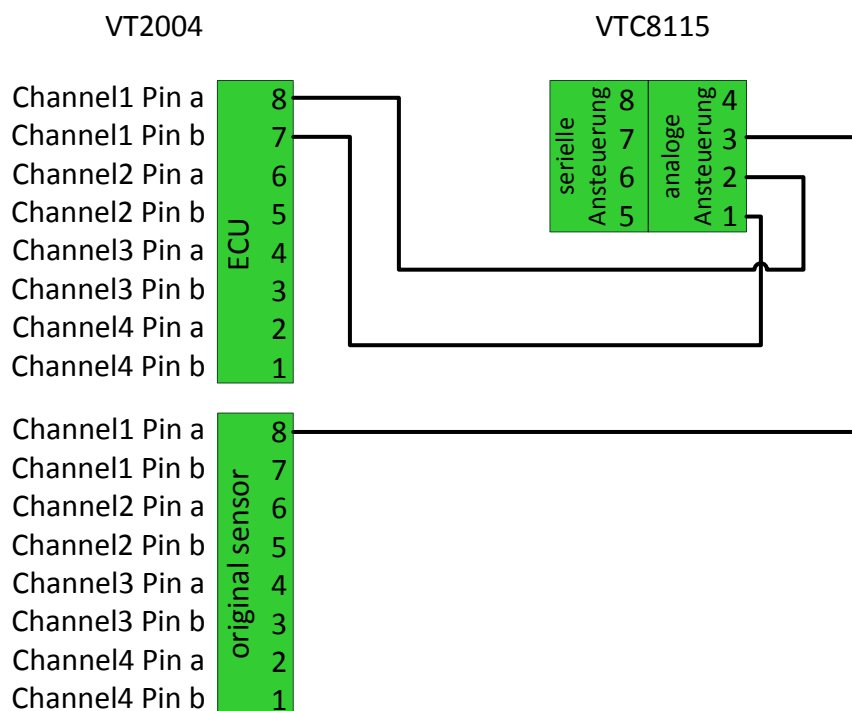 VT2004
VTC8115
Channel1 Pin a 8
Channel1 Pin b 7
Channel2 Pin a 6
Channel2 Pin b 5
Channel3 Pin a 4
Channel3 Pin b 3
Channel4 Pin a 2
Channel4 Pin b 1
ECU
serielle
Ansteuerung
8
7
6
5
analoge
Ansteuerung
4
3
2
1
Channel1 Pin a 8
Channel1 Pin b 7
Channel2 Pin a 6
Channel2 Pin b 5
Channel3 Pin a 4
Channel3 Pin b 3
Channel4 Pin a 2
Channel4 Pin b 1
original sensor